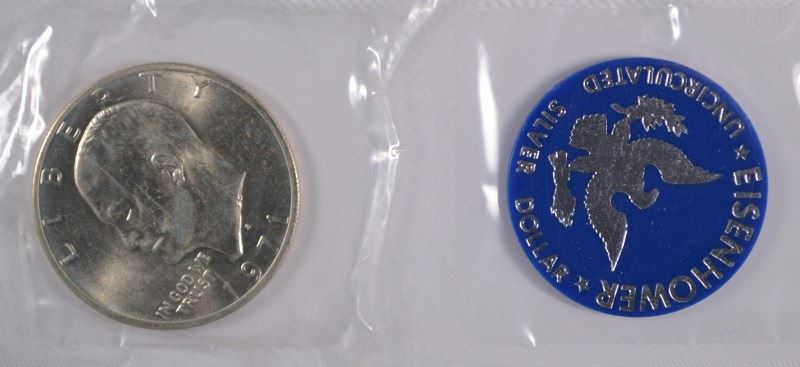 LIBERTY
IN GOD WE
TRUST
1971
S
★ EISENHOWER ★
UNCIRCULATED SILVER DOLLAR